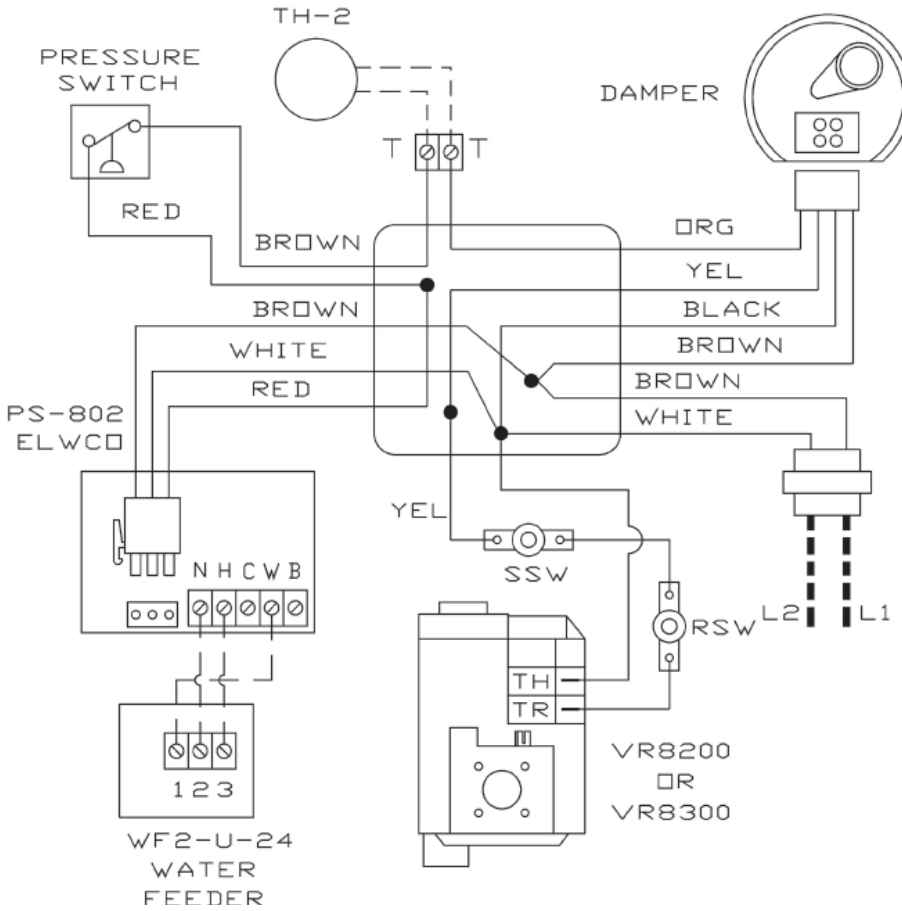 TH-2
PRESSURE
SWITCH
DAMPER
T
T
RED
BROWN
ORG
YEL
BROWN
BLACK
WHITE
BROWN
RED
BROWN
WHITE
PS-802
ELWCO
YEL
SSW
N H C W B
RSW
L2
L1
TH
TR
1 2 3
VR8200
OR
VR8300
WF2-U-24
WATER
FEEDER